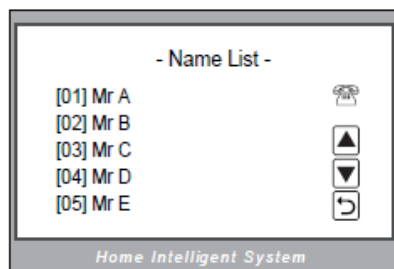 - Name List -
[01] Mr A
[02] Mr B
[03] Mr C
[04] Mr D
[05] Mr E
Home Intelligent System